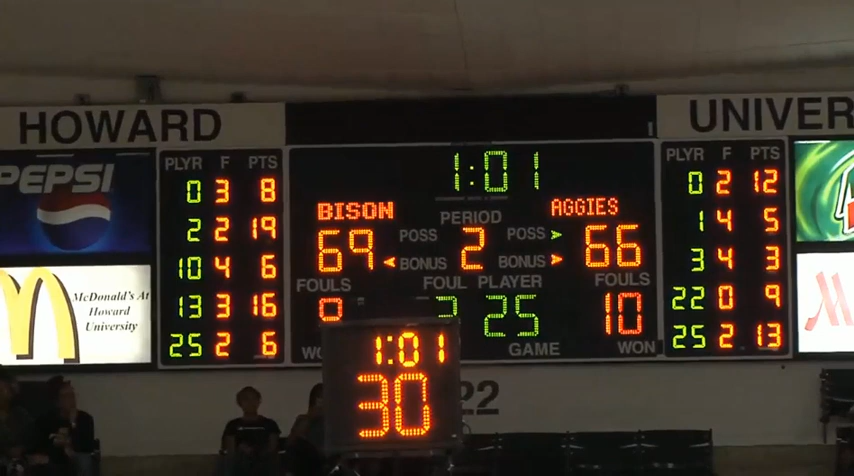 HOWARD
UNIVER
PEPSI
McDonald's At
Howard
University
PLYR F PTS
0 3 8
2 2 19
10 4 6
13 3 16
25 2 6
1:01
BISON AGGIES
PERIOD
69 POSS 2 POSS 66
BONUS BONUS
FOULS FOUL PLAYER FOULS
25 10
GAME WON
PLYR F PTS
0 2 12
1 4 5
3 4 3
22 0 9
25 2 13
1:01
30
22